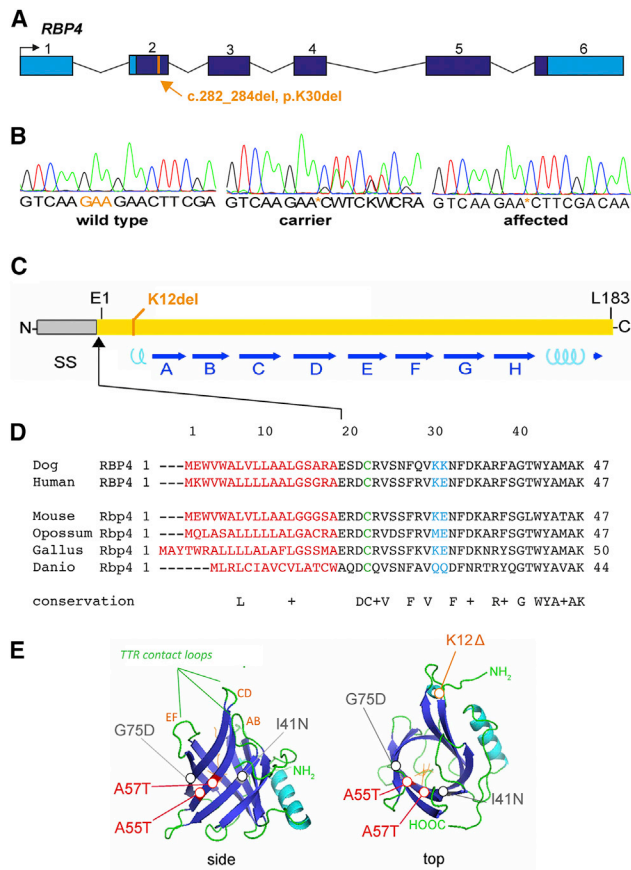 A
RBP4
1 2 3 4 5 6
c.282_284del, p.K30del
B
GTCAAGAAGAACTTCGA
wild type
GTCAAGAA*CWTCKWCRA
carrier
GTCAAGAA*CTTCGACAA
affected
C
E1 K12del L183
N- -C
SS A B C D E F G H
D
1 10 20 30 40
Dog RBP4 1 ---MEWVWALVLLAALGSARAESDCRVSNFQVKKNFDKARFAGTWYAMAK 47
Human RBP4 1 ---MKWVWALLLLAALGSGRAERDCRVSSFRVKENFDKARFSGTWYAMAK 47
Mouse Rbp4 1 ---MEWVWALVLLAALGGGSAERDCRVSSFRVKENFDKARFSGLWYATAK 47
Opossum Rbp4 1 ---MQLASALLLLLALGAMSRAERDCRVSSFRVMENFDKARFSGTWYAMAK 47
Gallus Rbp4 1 MAYTWRALLLLALAFLGSSMAERDCRVSSFKVKENFDKNRYSGTWYAMAK 50
Danio Rbp4 1 ------MLRLCIAVCVLATCWAQDCQVSNFAVQQDFNRTRYQGTWYAVAK 44
conservation L + DC+V F V F + R+ G WYA+AK
E
TTR contact loops
CD
EF
AB
I41N
G75D
NH2
A57T
A55T
side
K12Δ
NH2
G75D
A55T
A57T
I41N
HOOC
top